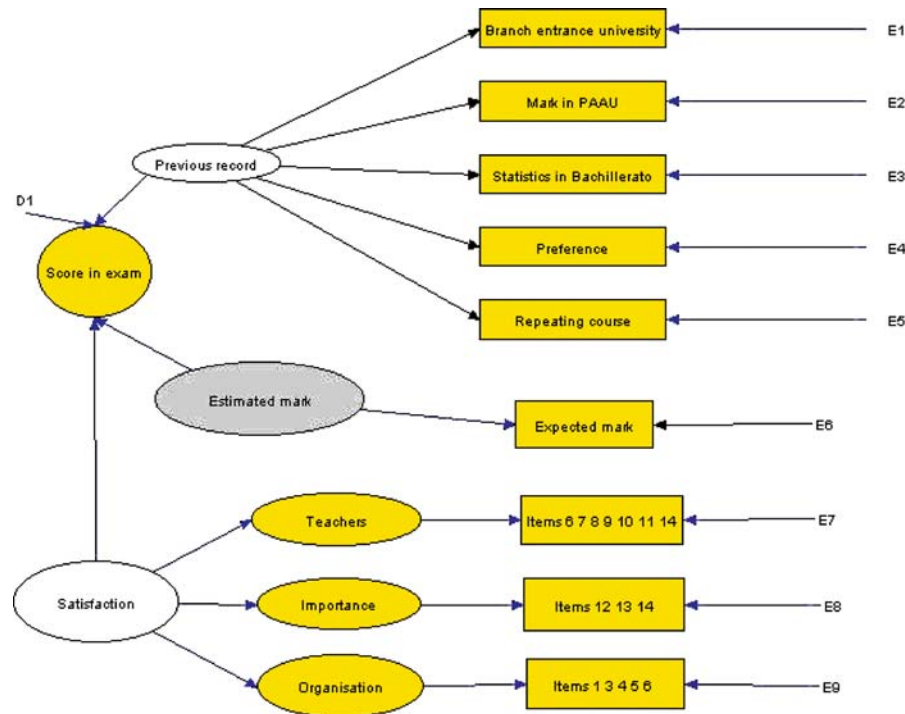 Branch entrance university
E1
Mark in PAAU
E2
Previous record
Statistics in Bachillerato
E3
D1
Score in exam
Preference
E4
Repeating course
E5
Estimated mark
Expected mark
E6
Teachers
Items 6 7 8 9 10 11 14
E7
Satisfaction
Importance
Items 12 13 14
E8
Organisation
Items 1 3 4 5 6
E9